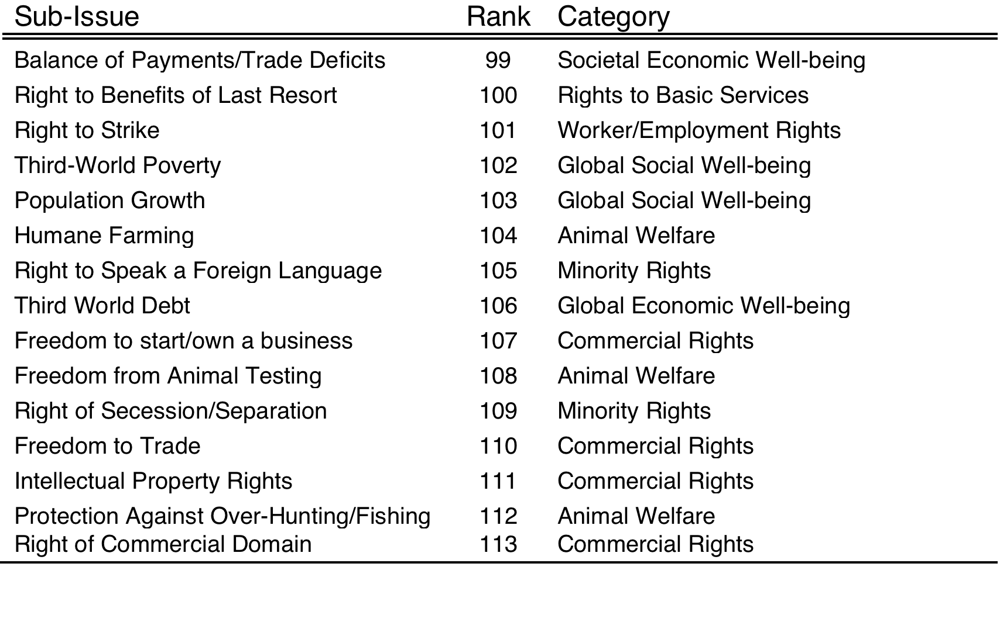 Sub-Issue Rank Category
Balance of Payments/Trade Deficits 99 Societal Economic Well-being
Right to Benefits of Last Resort 100 Rights to Basic Services
Right to Strike 101 Worker/Employment Rights
Third-World Poverty 102 Global Social Well-being
Population Growth 103 Global Social Well-being
Humane Farming 104 Animal Welfare
Right to Speak a Foreign Language 105 Minority Rights
Third World Debt 106 Global Economic Well-being
Freedom to start/own a business 107 Commercial Rights
Freedom from Animal Testing 108 Animal Welfare
Right of Secession/Separation 109 Minority Rights
Freedom to Trade 110 Commercial Rights
Intellectual Property Rights 111 Commercial Rights
Protection Against Over-Hunting/Fishing 112 Animal Welfare
Right of Commercial Domain 113 Commercial Rights